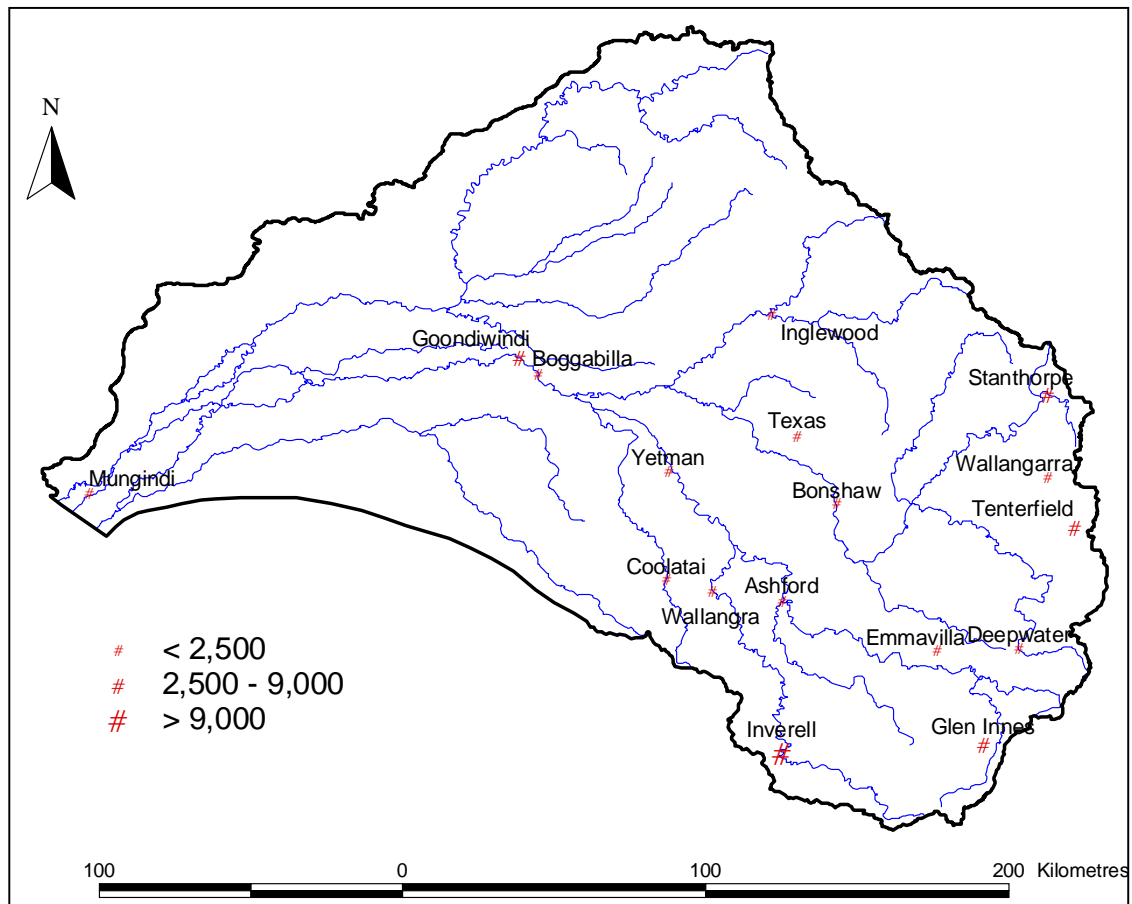 N
Goondiwindi
Boggabilla
Inglewood
Stanthorpe
Texas
Mungindi
Yetman
Wallangarra
Bonshaw
Tenterfield
Coolatai
Ashford
Wallangra
Emmavilla
Deepwater
# < 2,500
# 2,500 - 9,000
# > 9,000
Inverell
Glen Innes
100 0 100 200 Kilometres